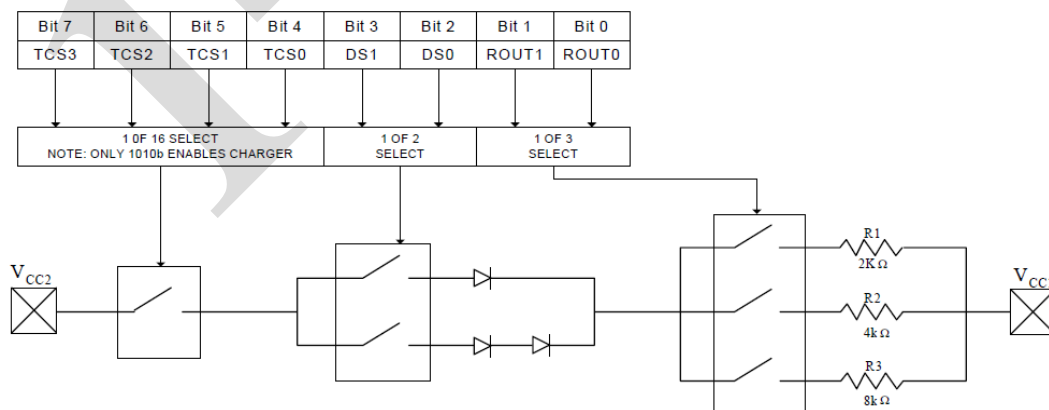 Bit 7 Bit 6 Bit 5 Bit 4 Bit 3 Bit 2 Bit 1 Bit 0
TCS3 TCS2 TCS1 TCS0 DS1 DS0 ROUT1 ROUT0
1 0F 16 SELECT
NOTE: ONLY 1010b ENABLES CHARGER
1 OF 2
SELECT
1 OF 3
SELECT
VCC2
R1
2KΩ
R2
4kΩ
R3
8kΩ
VCC